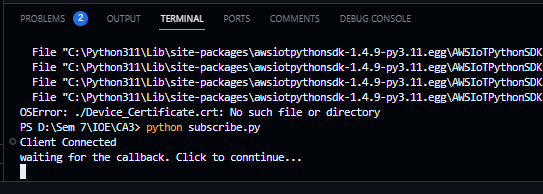 PROBLEMS 2 OUTPUT TERMINAL PORTS COMMENTS DEBUG CONSOLE
File "C:\Python311\Lib\site-packages\awsiotpythonsdk-1.4.9-py3.11.egg\AWSIoTPythonSDK
File "C:\Python311\Lib\site-packages\awsiotpythonsdk-1.4.9-py3.11.egg\AWSIoTPythonSDK
File "C:\Python311\Lib\site-packages\awsiotpythonsdk-1.4.9-py3.11.egg\AWSIoTPythonSDK
File "C:\Python311\Lib\site-packages\awsiotpythonsdk-1.4.9-py3.11.egg\AWSIoTPythonSDK
OSError: ./Device_Certificate.crt: No such file or directory
PS D:\Sem 7\IOE\CA3> python subscribe.py
Client Connected
waiting for the callback. Click to conntinue...